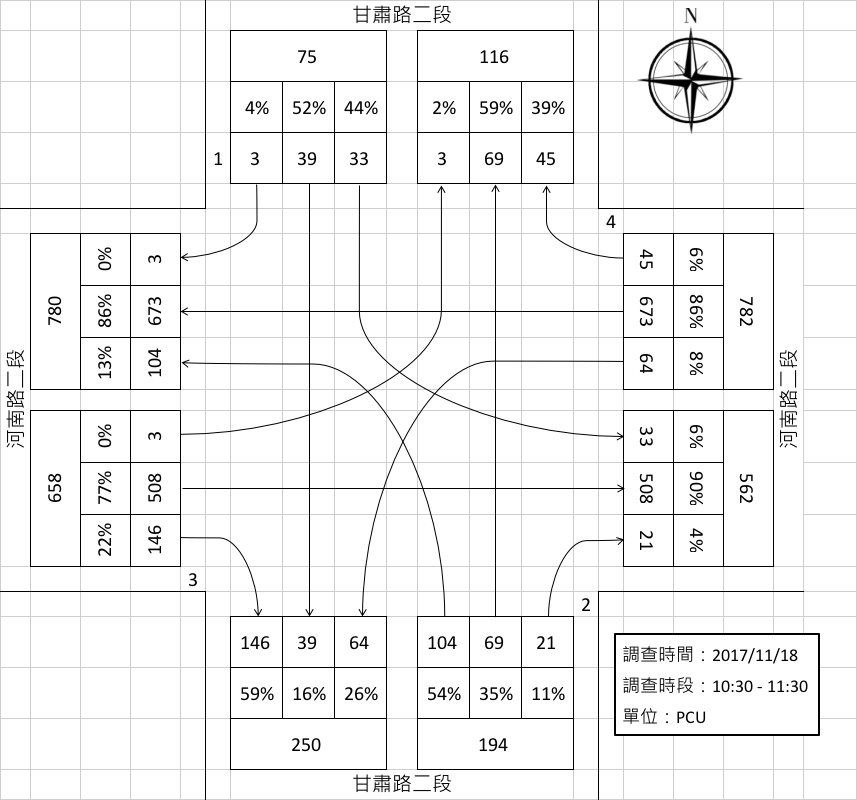 甘肅路二段
N
75
116
4% 52% 44%
2% 59% 39%
1
3 39 33
3 69 45
4
780
0% 3
86% 673
13% 104
45 6%
673 86%
64 8%
782
河南路二段
河南路二段
658
0% 3
77% 508
22% 146
33 6%
508 90%
21 4%
562
3
2
146 39 64
104 69 21
59% 16% 26%
54% 35% 11%
250
194
甘肅路二段
調查時間：2017/11/18
調查時段：10:30 - 11:30
單位：PCU